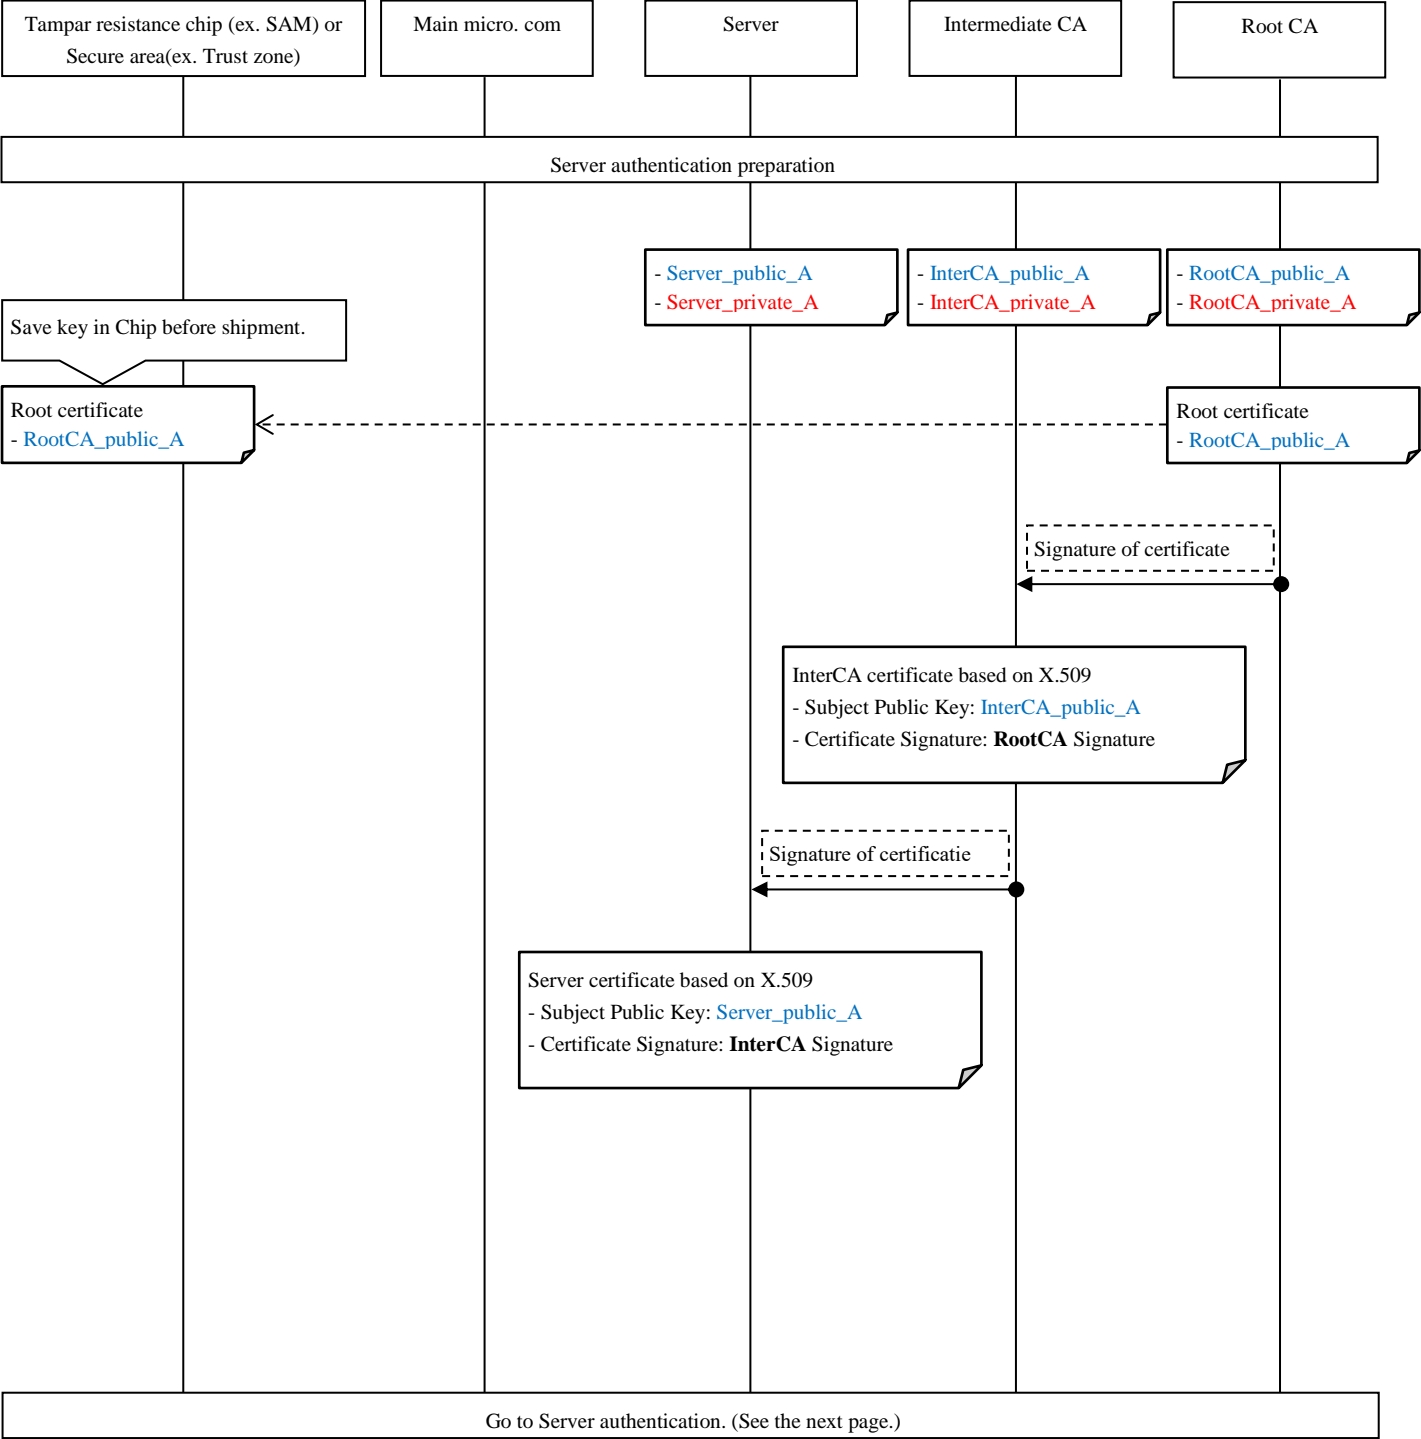 Tampar resistance chip (ex. SAM) or
Secure area(ex. Trust zone)
Main micro. com
Server
Intermediate CA
Root CA
Server authentication preparation
- Server_public_A
- Server_private_A
- InterCA_public_A
- InterCA_private_A
- RootCA_public_A
- RootCA_private_A
Save key in Chip before shipment.
Root certificate
- RootCA_public_A
Root certificate
- RootCA_public_A
Signature of certificate
InterCA certificate based on X.509
- Subject Public Key: InterCA_public_A
- Certificate Signature: RootCA Signature
Signature of certificatie
Server certificate based on X.509
- Subject Public Key: Server_public_A
- Certificate Signature: InterCA Signature
Go to Server authentication. (See the next page.)